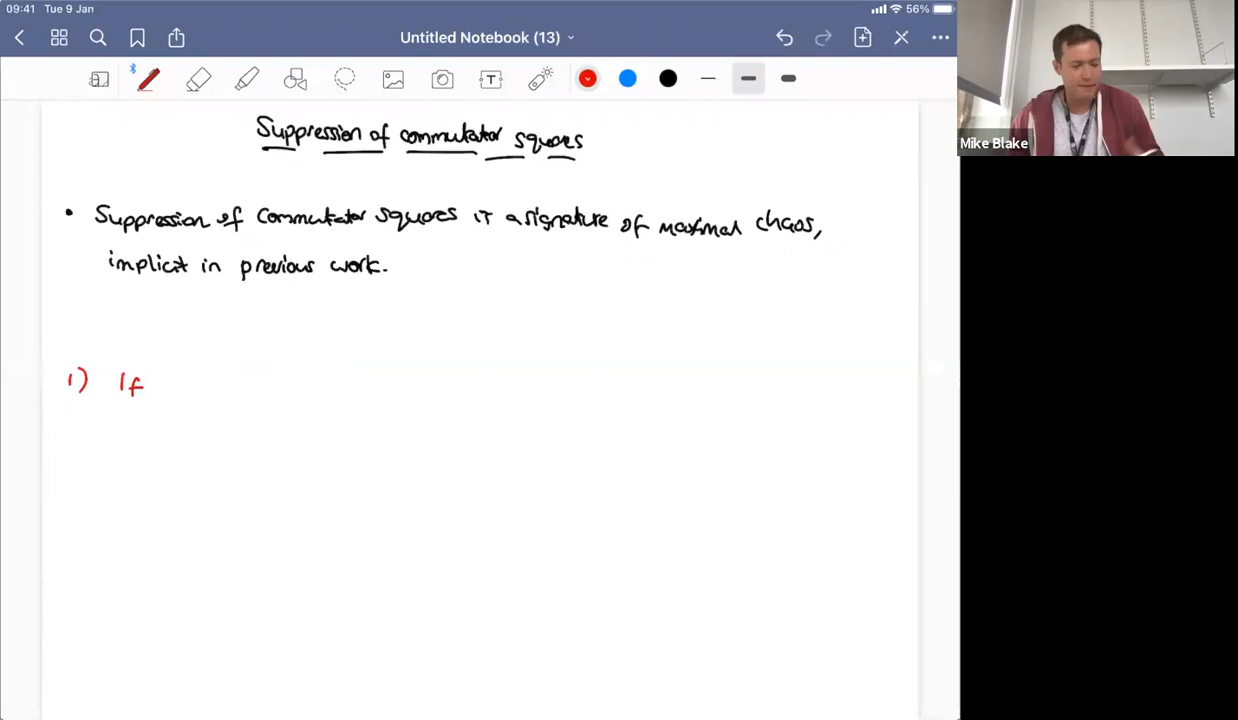 09:41 Tue 9 Jan
56%
Untitled Notebook (13)
Suppression of commutator squares
Mike Blake
• Suppression of commutator squares is a signature of maximal chaos,
implicit in previous work.
1) If